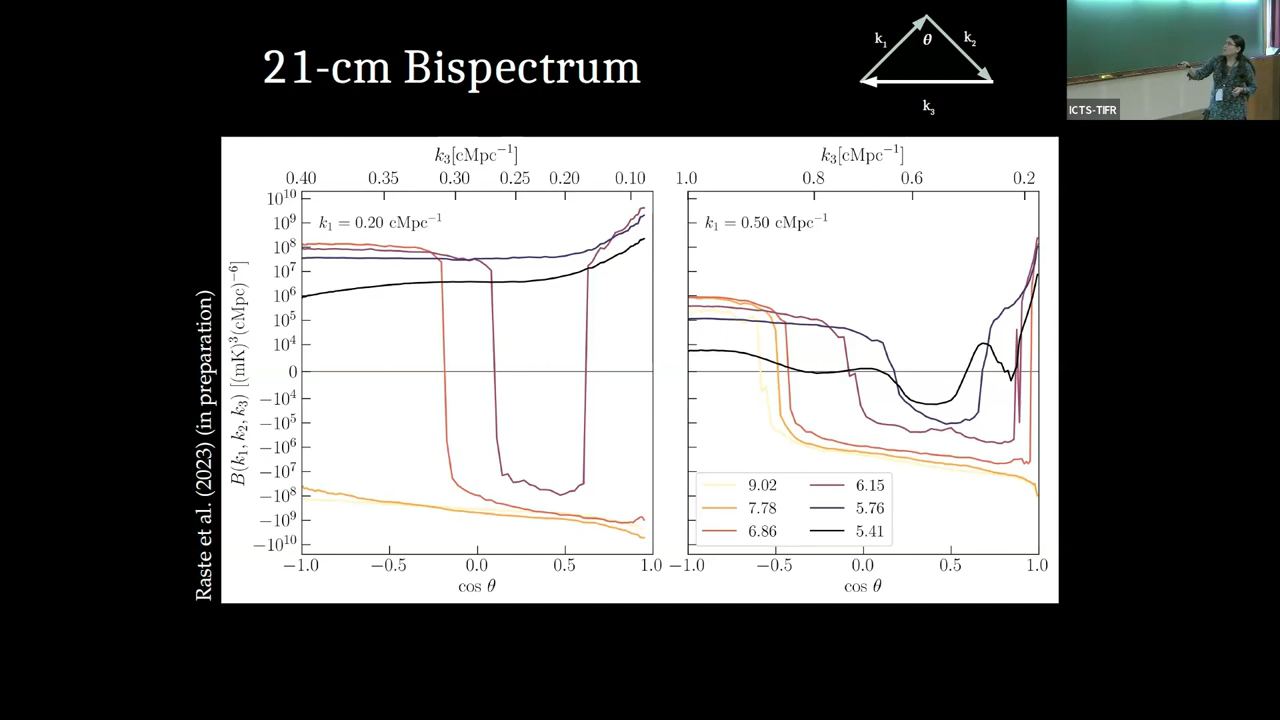 21-cm Bispectrum
k₁
θ
k₂
k₃
ICTS-TIFR
Raste et al. (2023) (in preparation)
k₃[cMpc⁻¹]
0.40 0.35 0.30 0.25 0.20 0.10
k₁ = 0.20 cMpc⁻¹
B(k₁, k₂, k₃) [(mK)³(cMpc)⁻⁶]
10¹⁰
10⁹
10⁸
10⁷
10⁶
10⁵
10⁴
0
−10⁴
−10⁵
−10⁶
−10⁷
−10⁸
−10⁹
−10¹⁰
−1.0 −0.5 0.0 0.5 1.0
cos θ
k₃[cMpc⁻¹]
1.0 0.8 0.6 0.2
k₁ = 0.50 cMpc⁻¹
9.02 6.15
7.78 5.76
6.86 5.41
−1.0 −0.5 0.0 0.5 1.0
cos θ